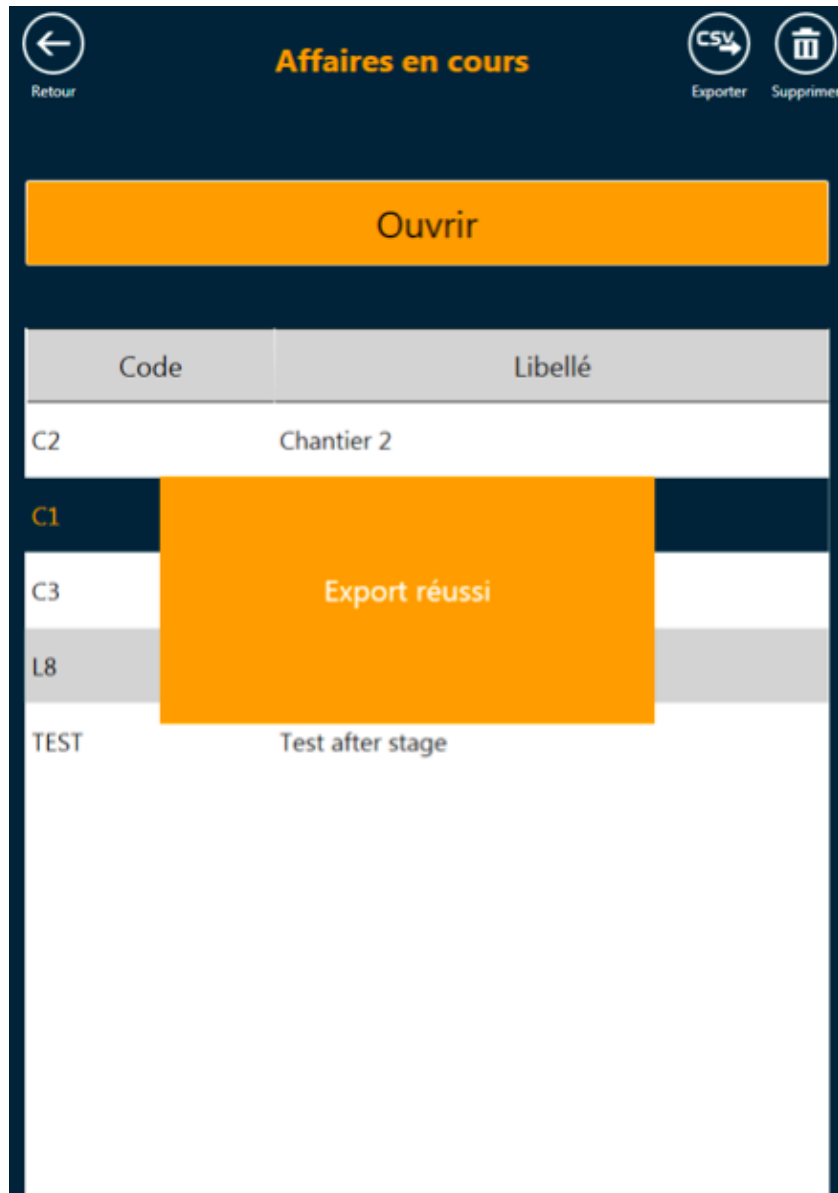 Affaires en cours
CSV
Retour
Exporter Supprimer
Ouvrir
Code Libellé
C2 Chantier 2
C1
C3
Export réussi
L8
TEST Test after stage